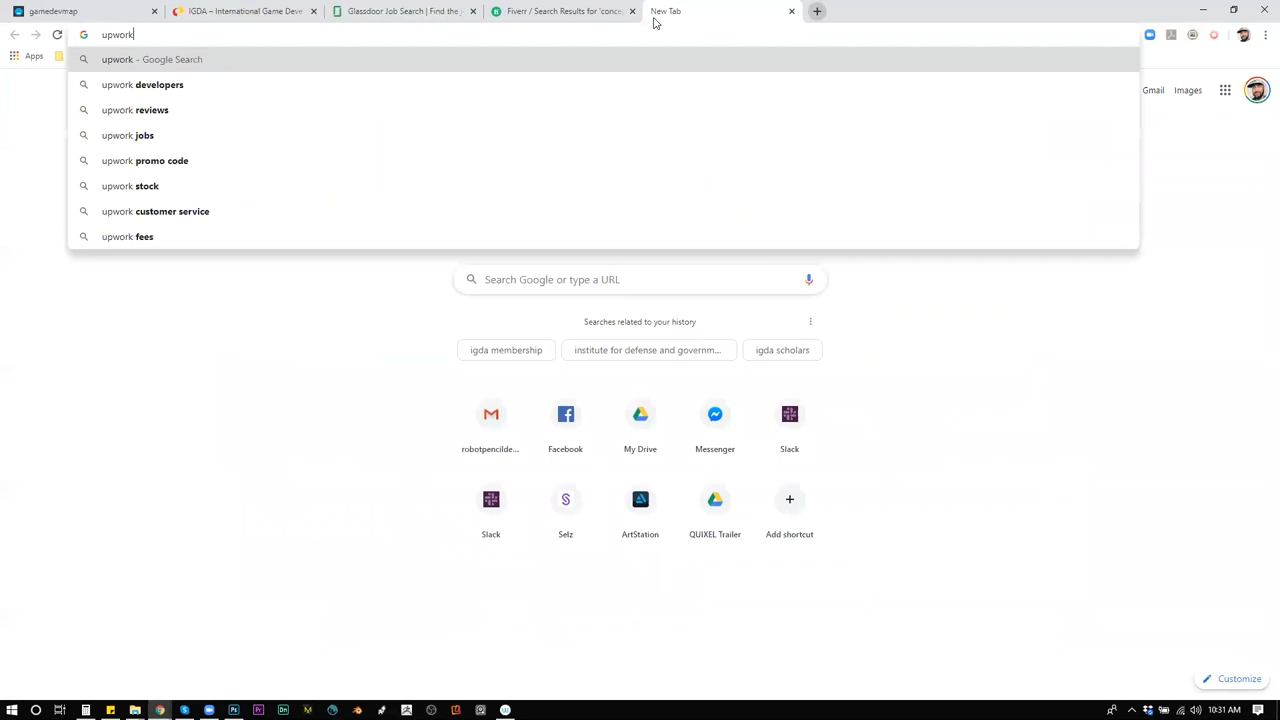 gamedevmap
IGDA – International Game Deve
Glassdoor Job Search | Find the j
Fiverr / Search Results for 'conce
New Tab
upwork
Apps
upwork - Google Search
upwork developers
upwork reviews
upwork jobs
upwork promo code
upwork stock
upwork customer service
upwork fees
Gmail
Images
Search Google or type a URL
Searches related to your history
igda membership
institute for defense and governm...
igda scholars
robotpencilde...
Facebook
My Drive
Messenger
Slack
Slack
Selz
ArtStation
QUIXEL Trailer
Add shortcut
Customize
10:31 AM